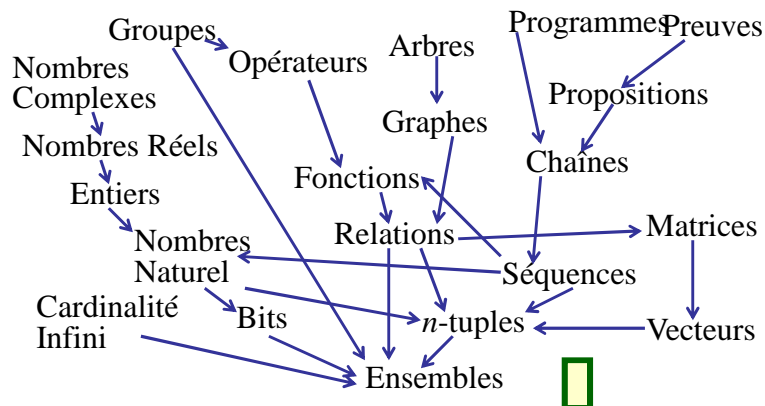 Groupes
Arbres
Programmes
Preuves
Opérateurs
Nombres
Complexes
Propositions
Graphes
Nombres Réels
Chaînes
Fonctions
Entiers
Relations
Matrices
Nombres
Naturel
Séquences
Cardinalité
Infini
Bits
n-tuples
Vecteurs
Ensembles